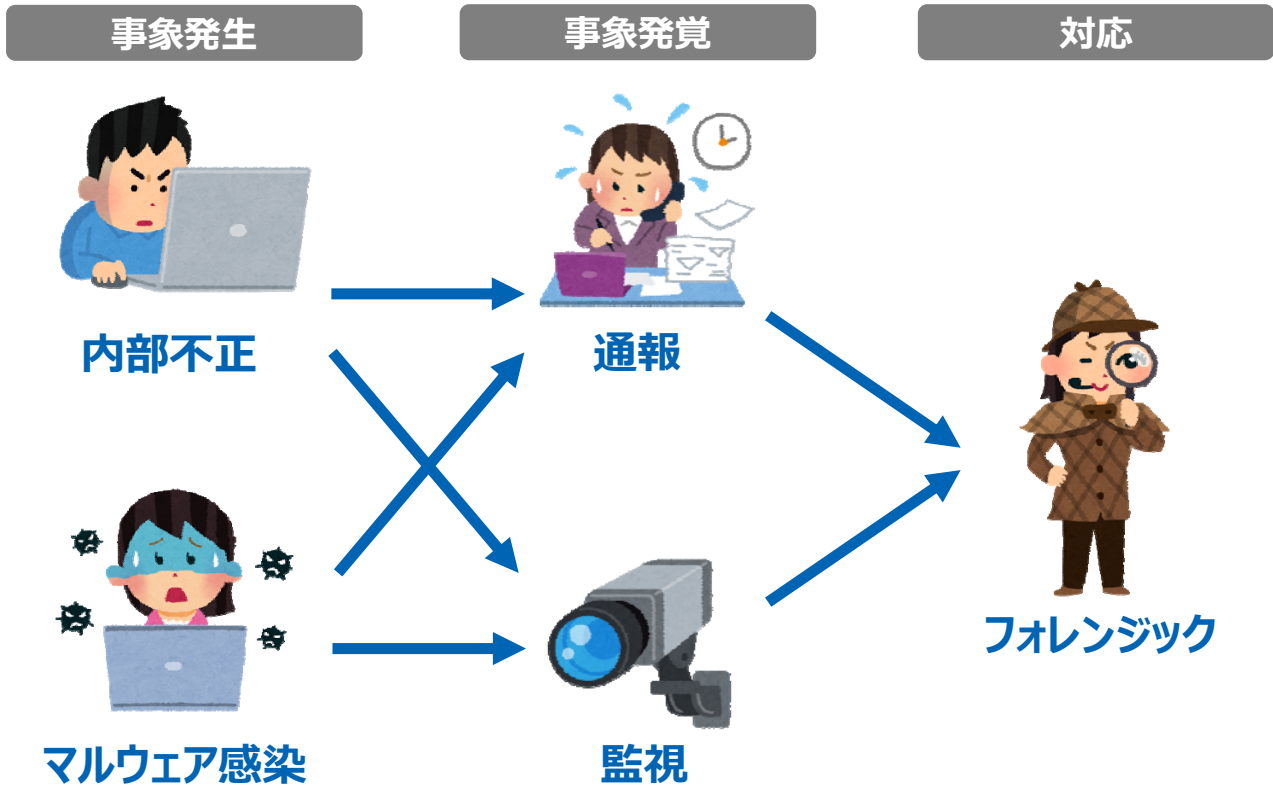 事象発生
事象発覚
対応
内部不正
通報
フォレンジック
マルウェア感染
監視